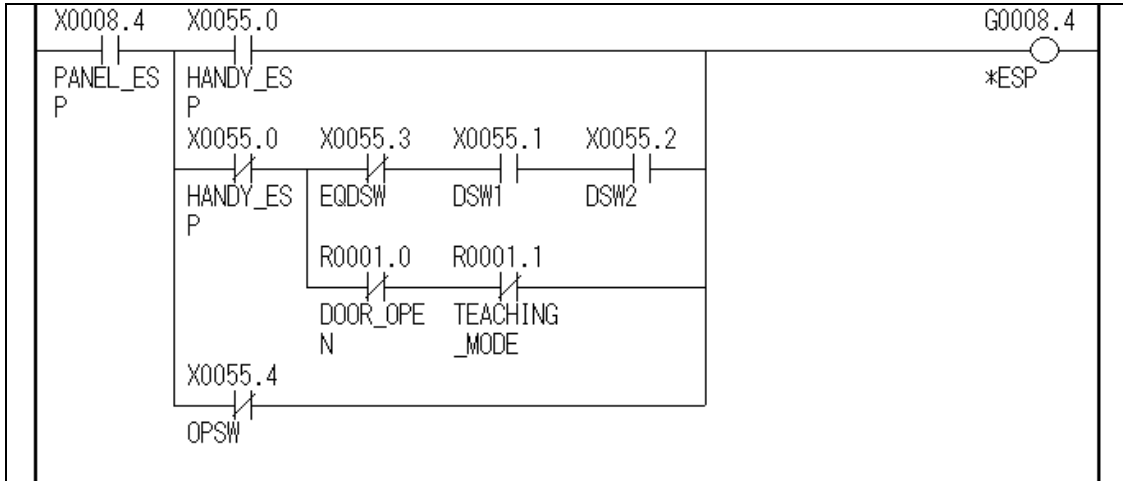 X0008.4 X0055.0 G0008.4
PANEL_ES HANDY_ES *ESP
P P
X0055.0 X0055.3 X0055.1 X0055.2
HANDY_ES EQDSW DSW1 DSW2
P
R0001.0 R0001.1
DOOR_OPE TEACHING
N _MODE
X0055.4
OPSW